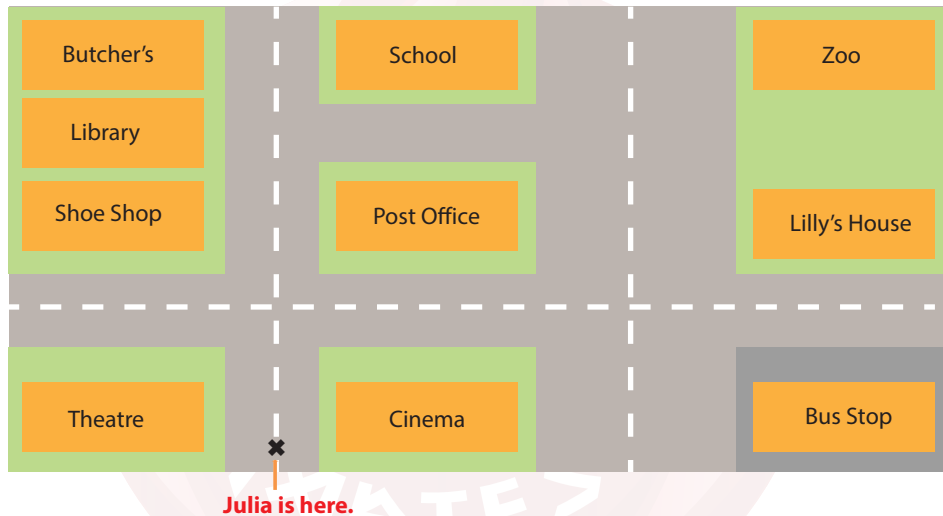 Butcher's
School
Zoo
Library
Shoe Shop
Post Office
Lilly's House
Theatre
Cinema
Bus Stop
Julia is here.